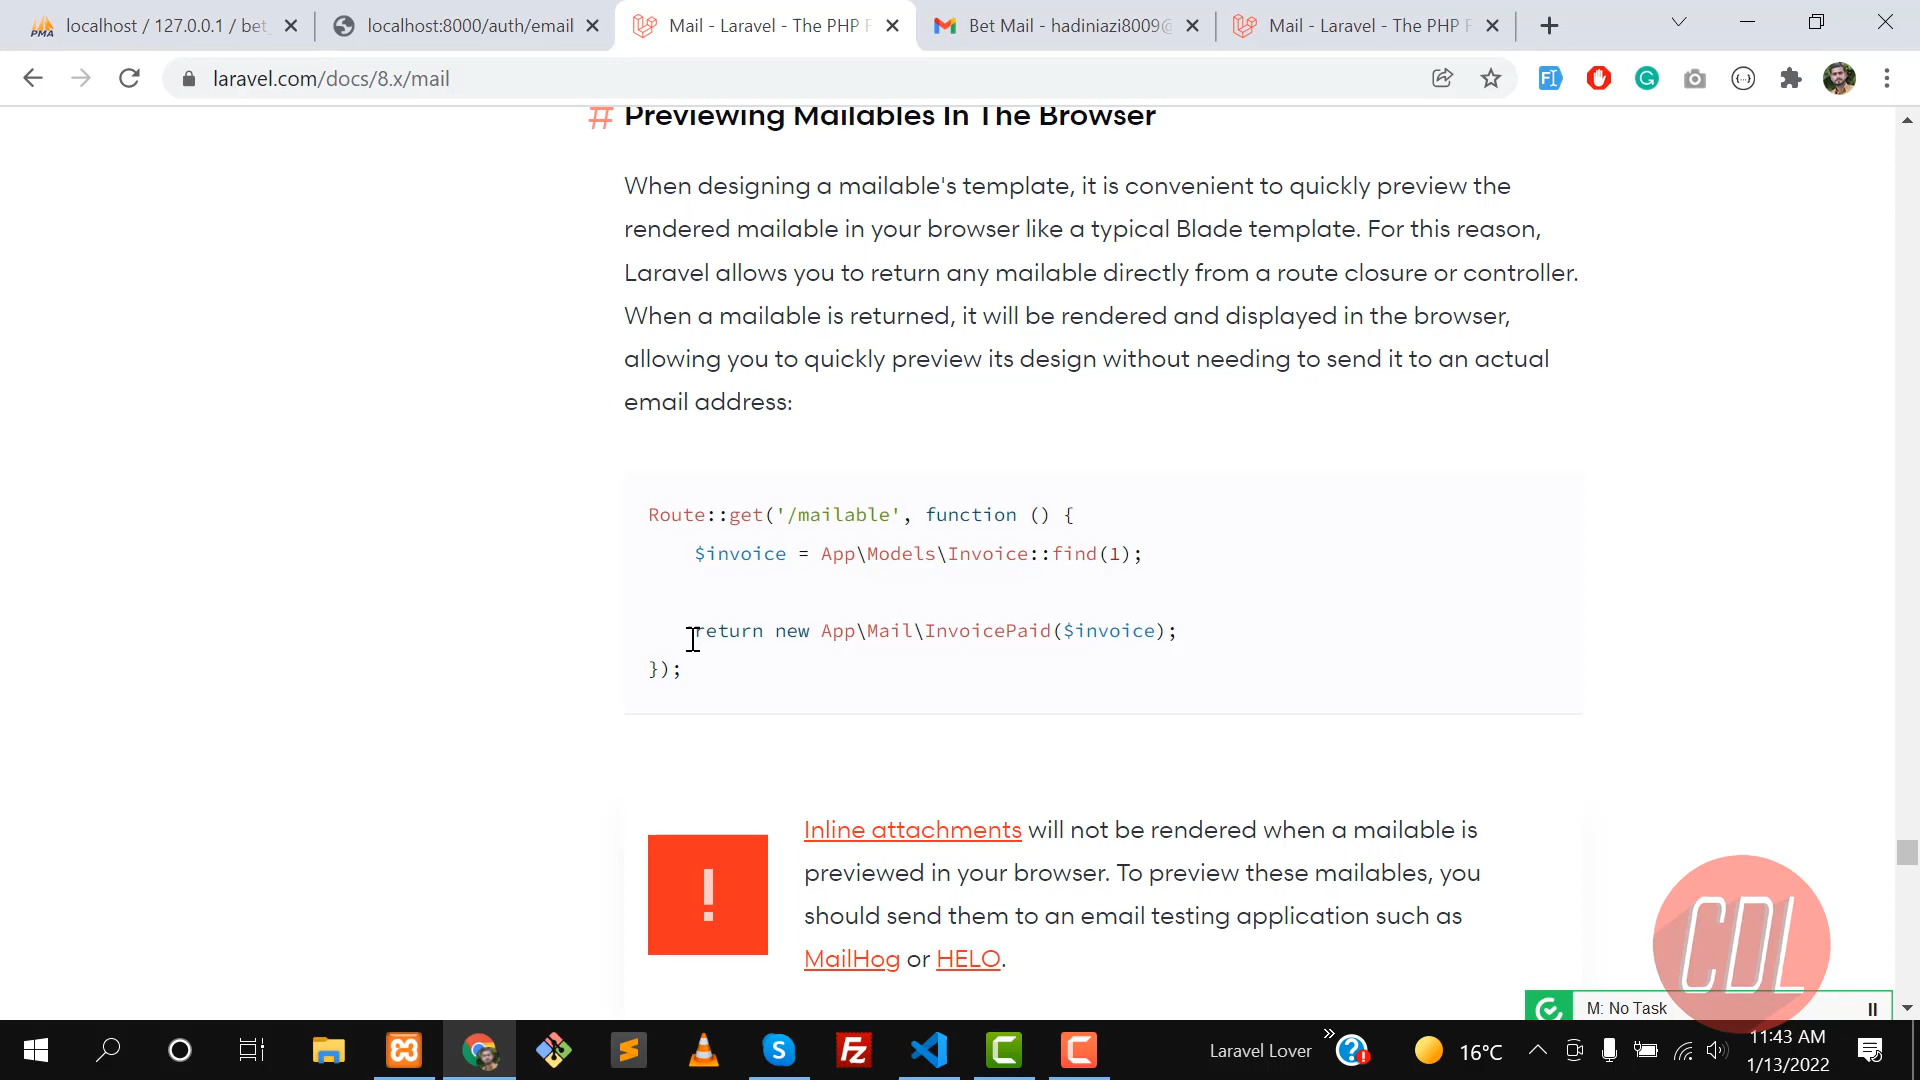 localhost / 127.0.0.1 / bet_
localhost:8000/auth/email
Mail - Laravel - The PHP F
Bet Mail - hadiniazi8009@
Mail - Laravel - The PHP F
laravel.com/docs/8.x/mail
# Previewing Mailables In The Browser
When designing a mailable's template, it is convenient to quickly preview the
rendered mailable in your browser like a typical Blade template. For this reason,
Laravel allows you to return any mailable directly from a route closure or controller.
When a mailable is returned, it will be rendered and displayed in the browser,
allowing you to quickly preview its design without needing to send it to an actual
email address:
Route::get('/mailable', function () {
$invoice = App\Models\Invoice::find(1);
return new App\Mail\InvoicePaid($invoice);
});
Inline attachments will not be rendered when a mailable is
previewed in your browser. To preview these mailables, you
should send them to an email testing application such as
MailHog or HELO.
CDL
M: No Task
Laravel Lover
16°C
11:43 AM
1/13/2022